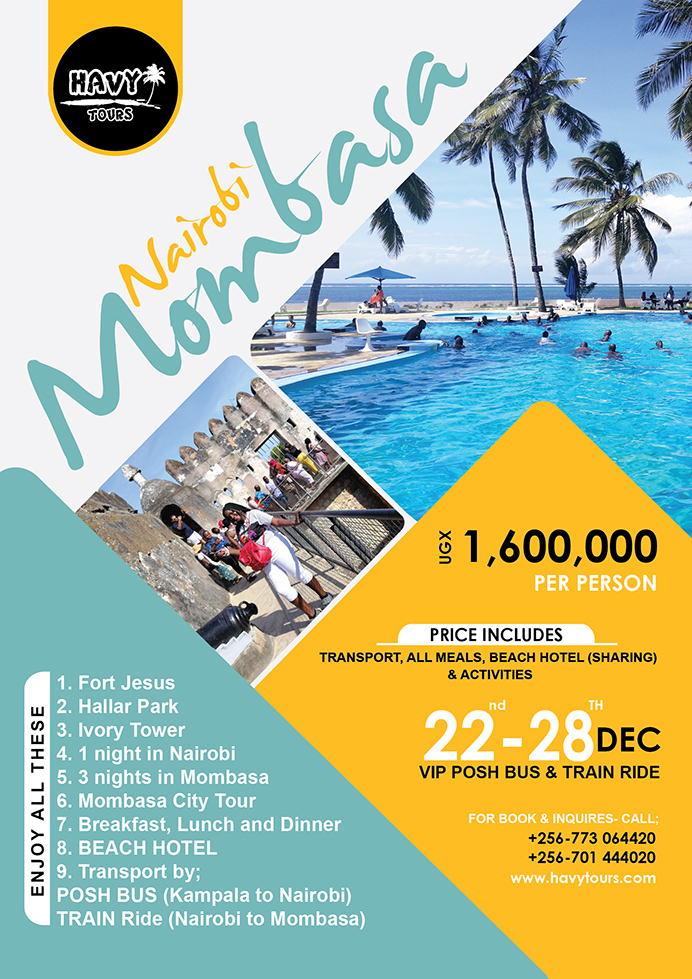 HAVY
TOURS
Nairobi
Mombasa
UGX 1,600,000
PER PERSON
PRICE INCLUDES
TRANSPORT, ALL MEALS, BEACH HOTEL (SHARING)
& ACTIVITIES
22nd - 28TH DEC
VIP POSH BUS & TRAIN RIDE
FOR BOOK & INQUIRES- CALL;
+256-773 064420
+256-701 444020
www.havytours.com
ENJOY ALL THESE
1. Fort Jesus
2. Hallar Park
3. Ivory Tower
4. 1 night in Nairobi
5. 3 nights in Mombasa
6. Mombasa City Tour
7. Breakfast, Lunch and Dinner
8. BEACH HOTEL
9. Transport by;
POSH BUS (Kampala to Nairobi)
TRAIN Ride (Nairobi to Mombasa)